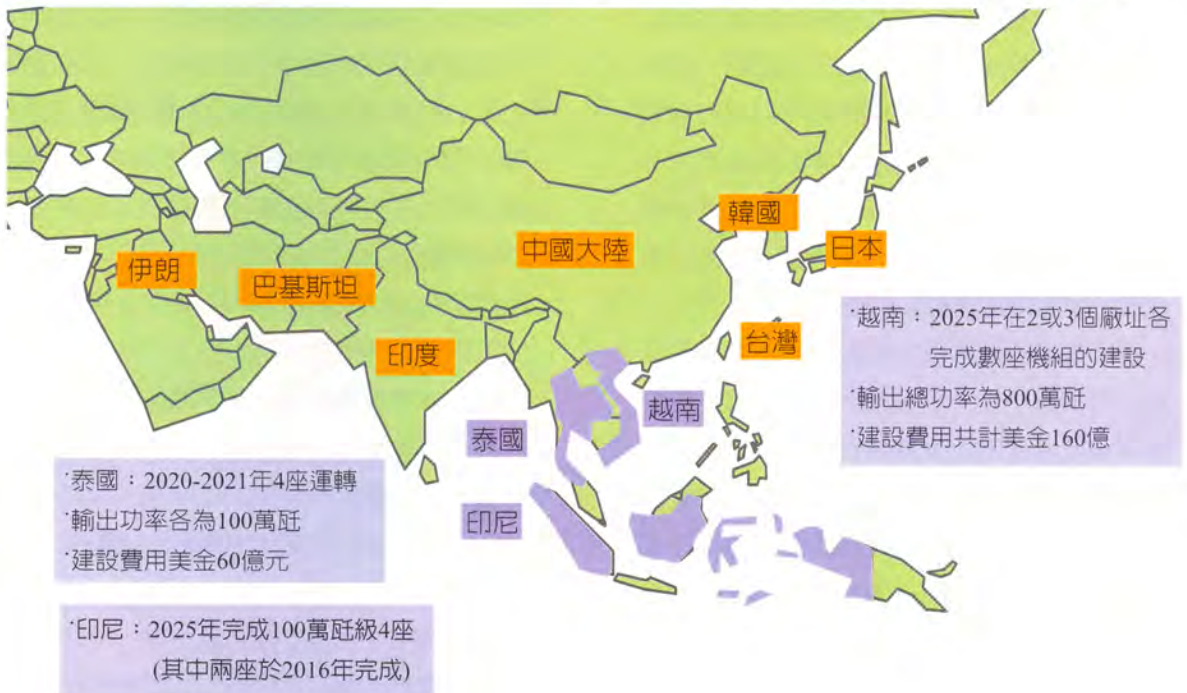 韓國
中國大陸
日本
伊朗
巴基斯坦
印度
台灣
越南
泰國
印尼
˙越南：2025年在2或3個廠址各
完成數座機組的建設
˙輸出總功率為800萬瓩
˙建設費用共計美金160億
˙泰國：2020-2021年4座運轉
˙輸出功率各為100萬瓩
˙建設費用美金60億元
˙印尼：2025年完成100萬瓩級4座
(其中兩座於2016年完成)